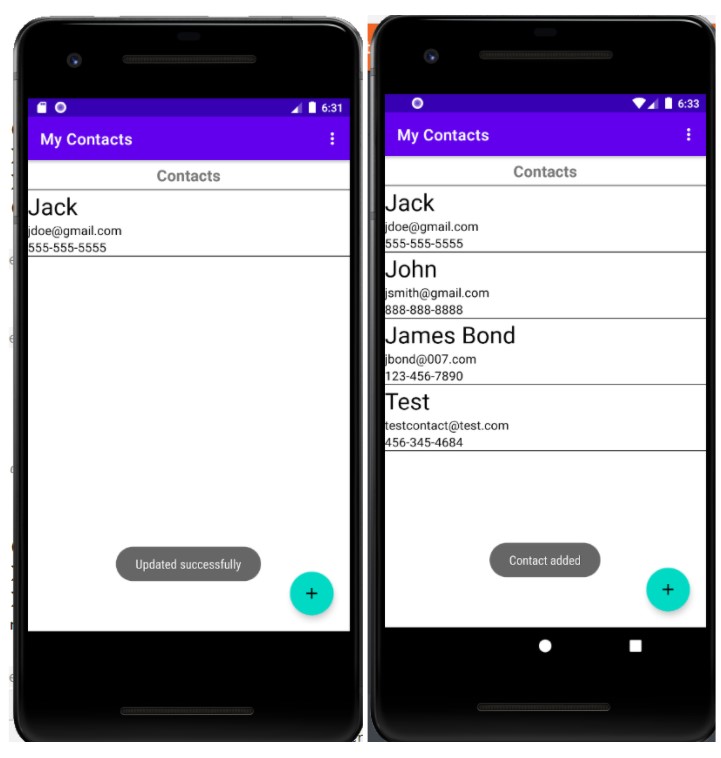 6:31
My Contacts
Contacts
Jack
jdoe@gmail.com
555-555-5555
Updated successfully
+
6:33
My Contacts
Contacts
Jack
jdoe@gmail.com
555-555-5555
John
jsmith@gmail.com
888-888-8888
James Bond
jbond@007.com
123-456-7890
Test
testcontact@test.com
456-345-4684
Contact added
+